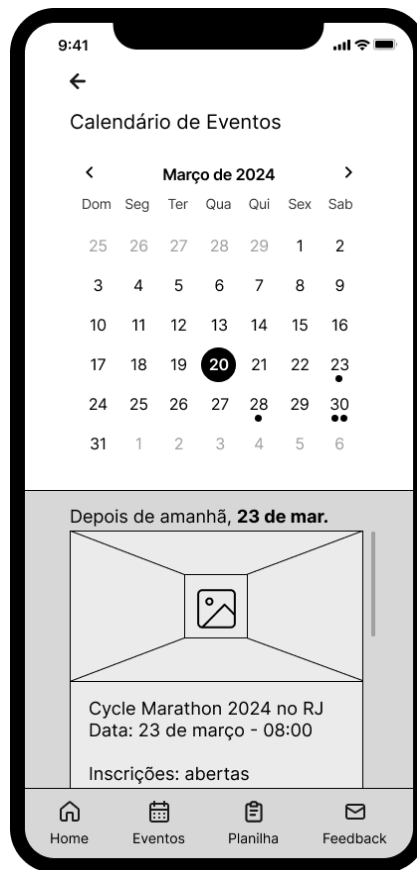 9:41
Calendário de Eventos
Março de 2024
Dom Seg Ter Qua Qui Sex Sab
25 26 27 28 29 1 2
3 4 5 6 7 8 9
10 11 12 13 14 15 16
17 18 19 20 21 22 23
24 25 26 27 28 29 30
31 1 2 3 4 5 6
Depois de amanhã, 23 de mar.
Cycle Marathon 2024 no RJ
Data: 23 de março - 08:00
Inscrições: abertas
Home Eventos Planilha Feedback